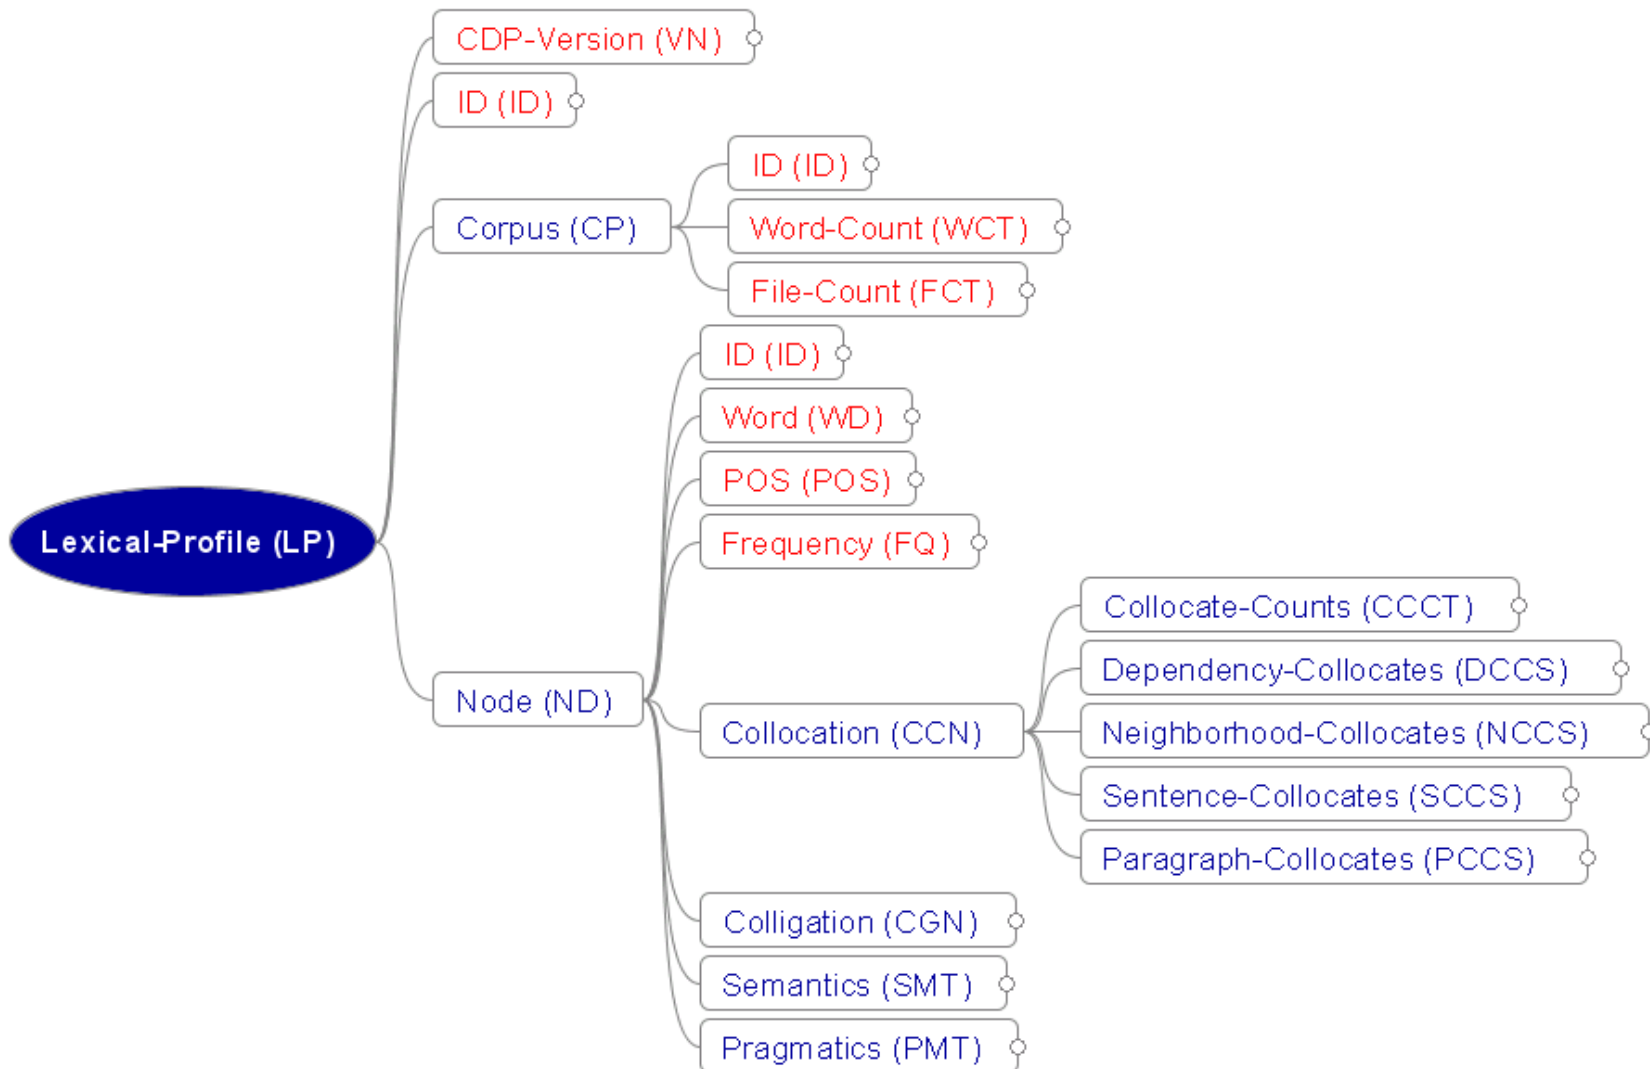 CDP-Version (VN)
ID (ID)
ID (ID)
Corpus (CP)
Word-Count (WCT)
File-Count (FCT)
ID (ID)
Word (WD)
POS (POS)
Lexical-Profile (LP)
Frequency (FQ)
Collocate-Counts (CCCT)
Dependency-Collocates (DCCS)
Node (ND)
Collocation (CCN)
Neighborhood-Collocates (NCCS)
Sentence-Collocates (SCCS)
Paragraph-Collocates (PCCS)
Colligation (CGN)
Semantics (SMT)
Pragmatics (PMT)